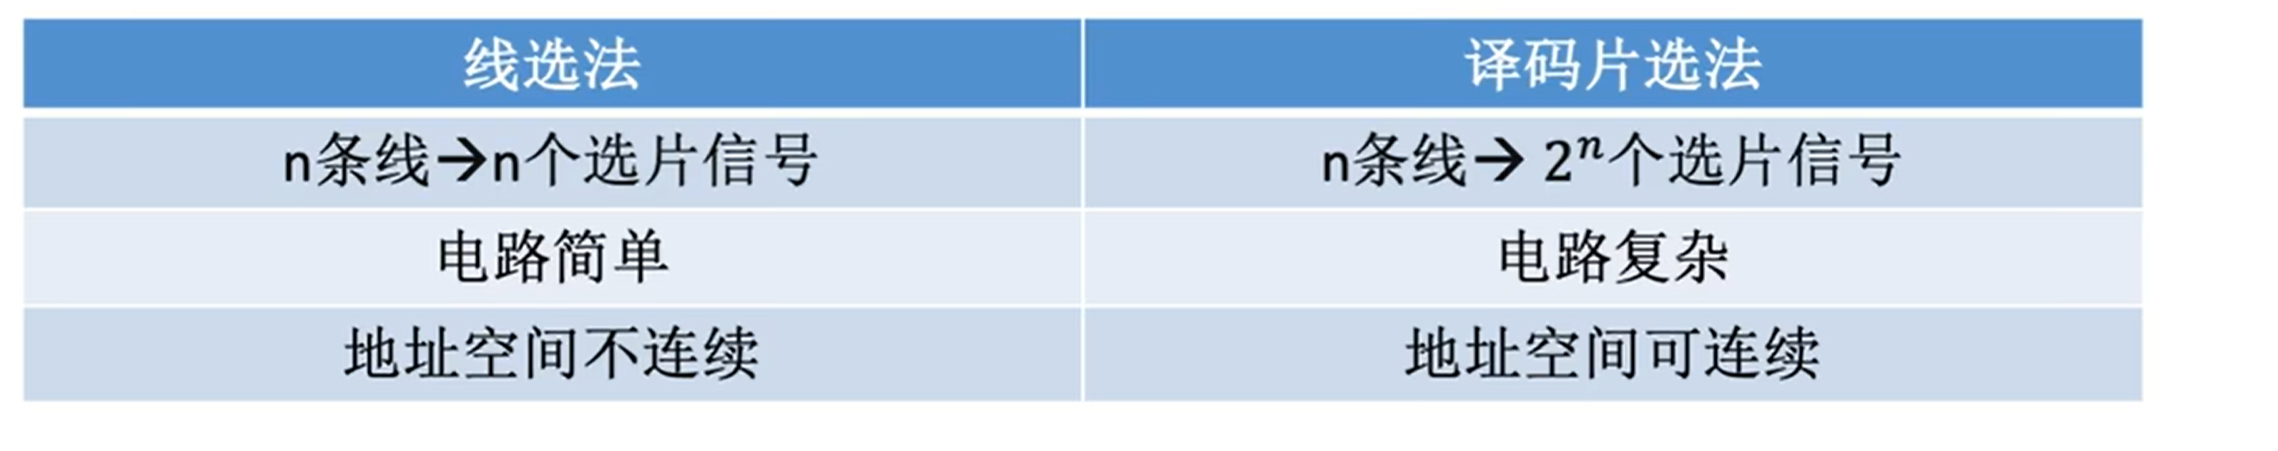 线选法 译码片选法
n条线→n个选片信号 n条线→ 2ⁿ个选片信号
电路简单 电路复杂
地址空间不连续 地址空间可连续